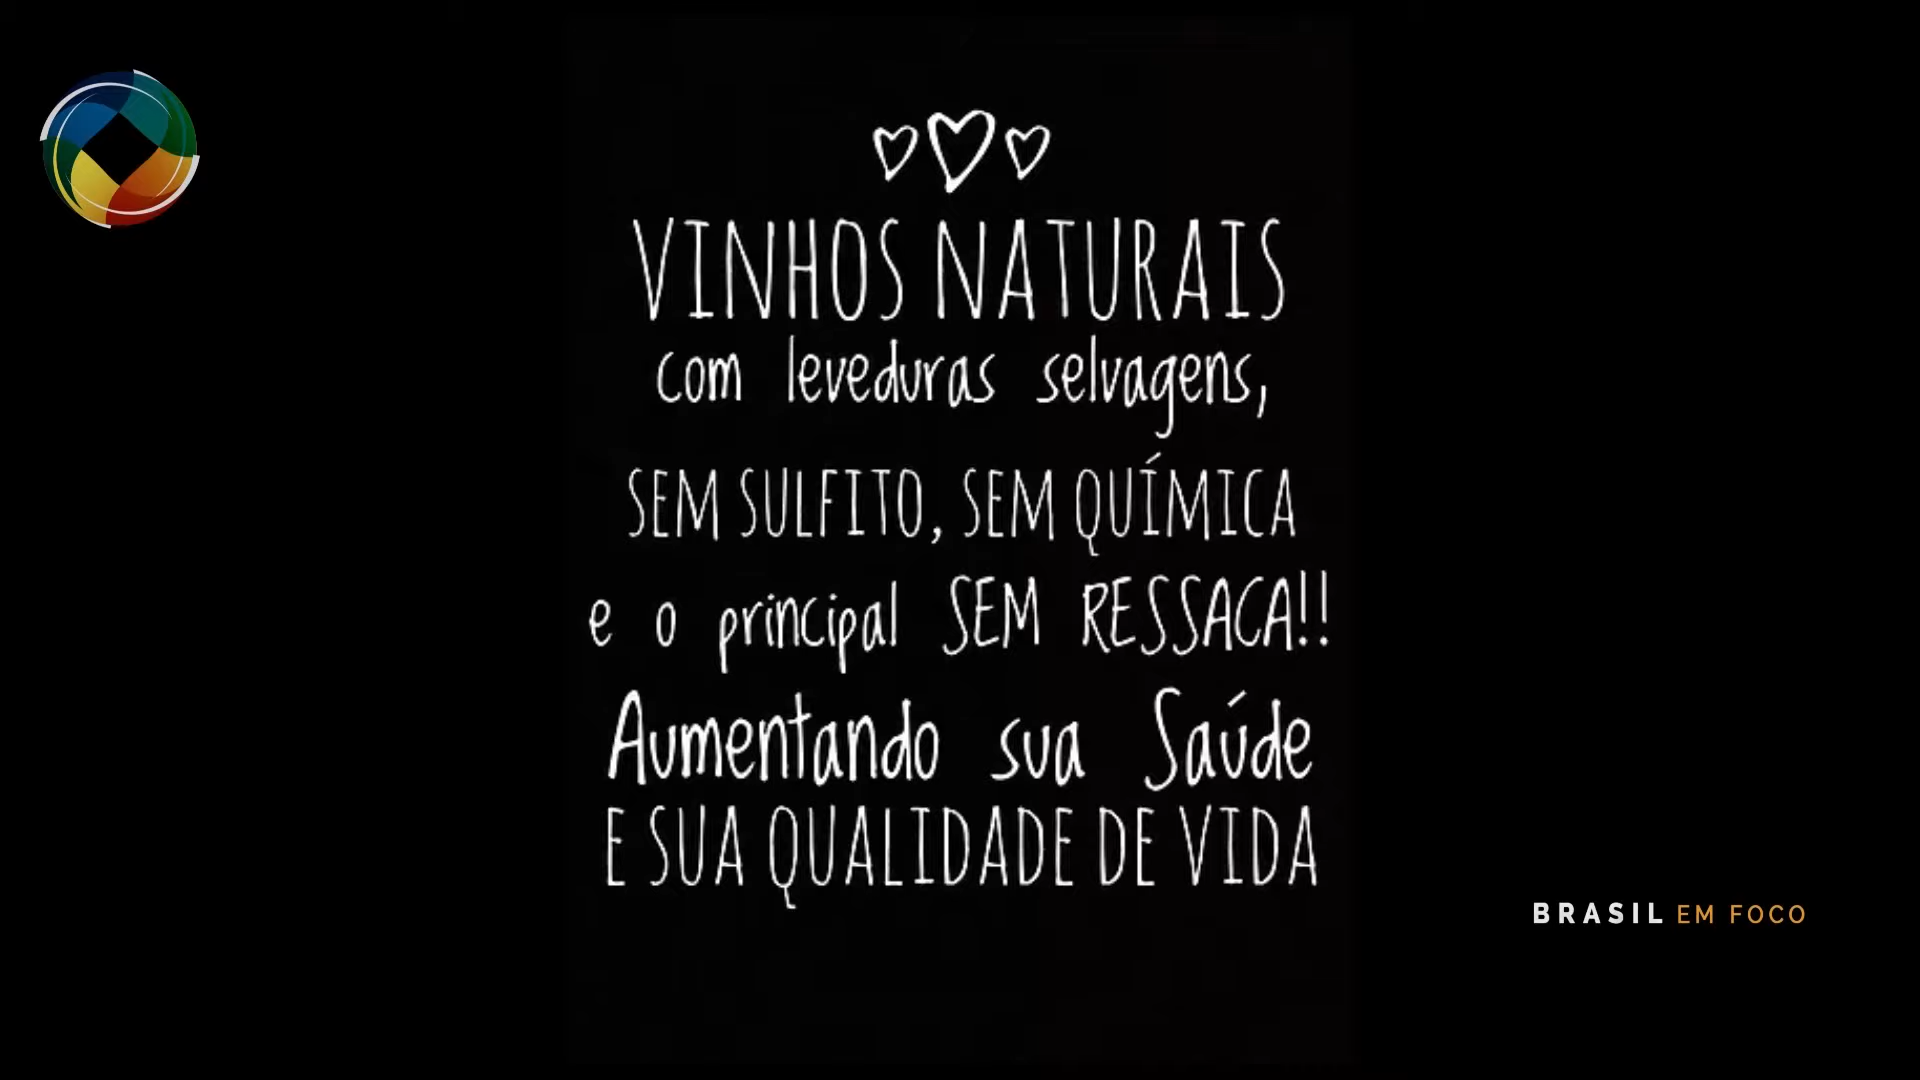 VINHOS NATURAIS
com leveduras selvagens,
SEM SULFITO, SEM QUÍMICA
e o principal SEM RESSACA!!
Aumentando sua Saúde
E SUA QUALIDADE DE VIDA
BRASIL EM FOCO